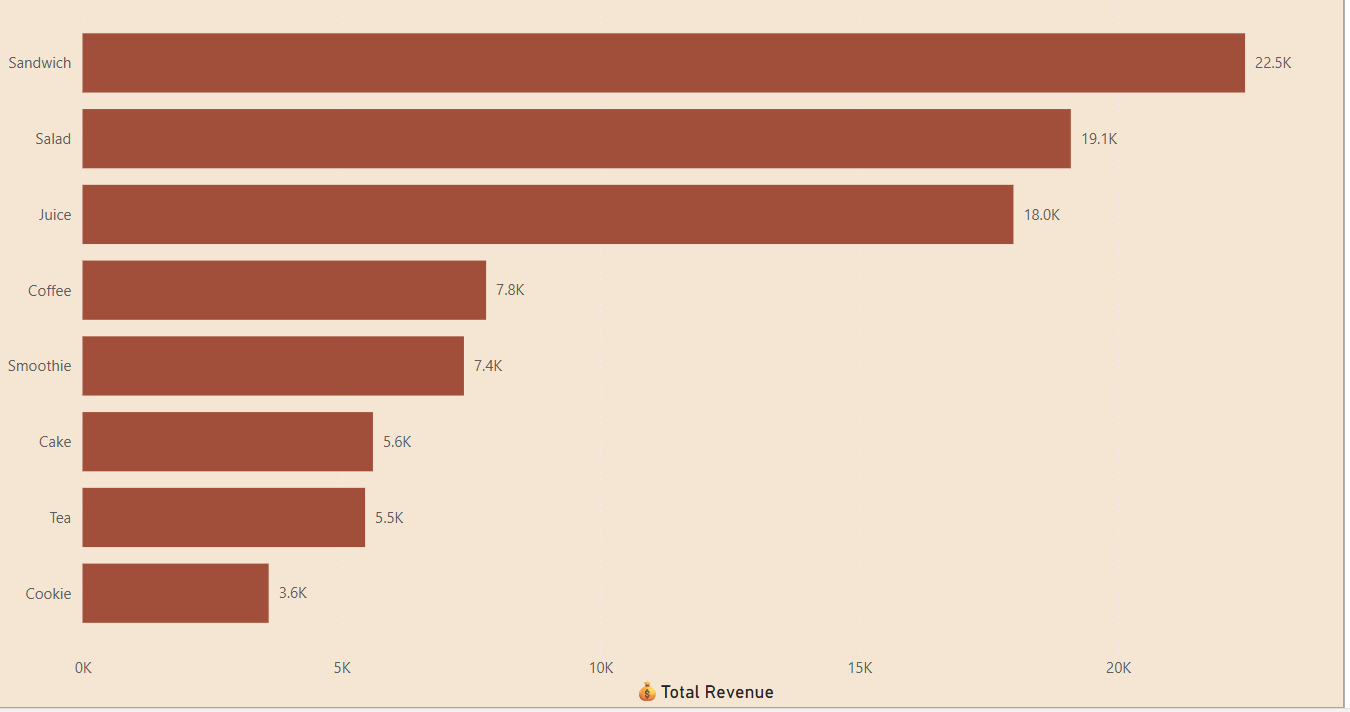 Sandwich 22.5K
Salad 19.1K
Juice 18.0K
Coffee 7.8K
Smoothie 7.4K
Cake 5.6K
Tea 5.5K
Cookie 3.6K
0K 5K 10K 15K 20K
💰 Total Revenue